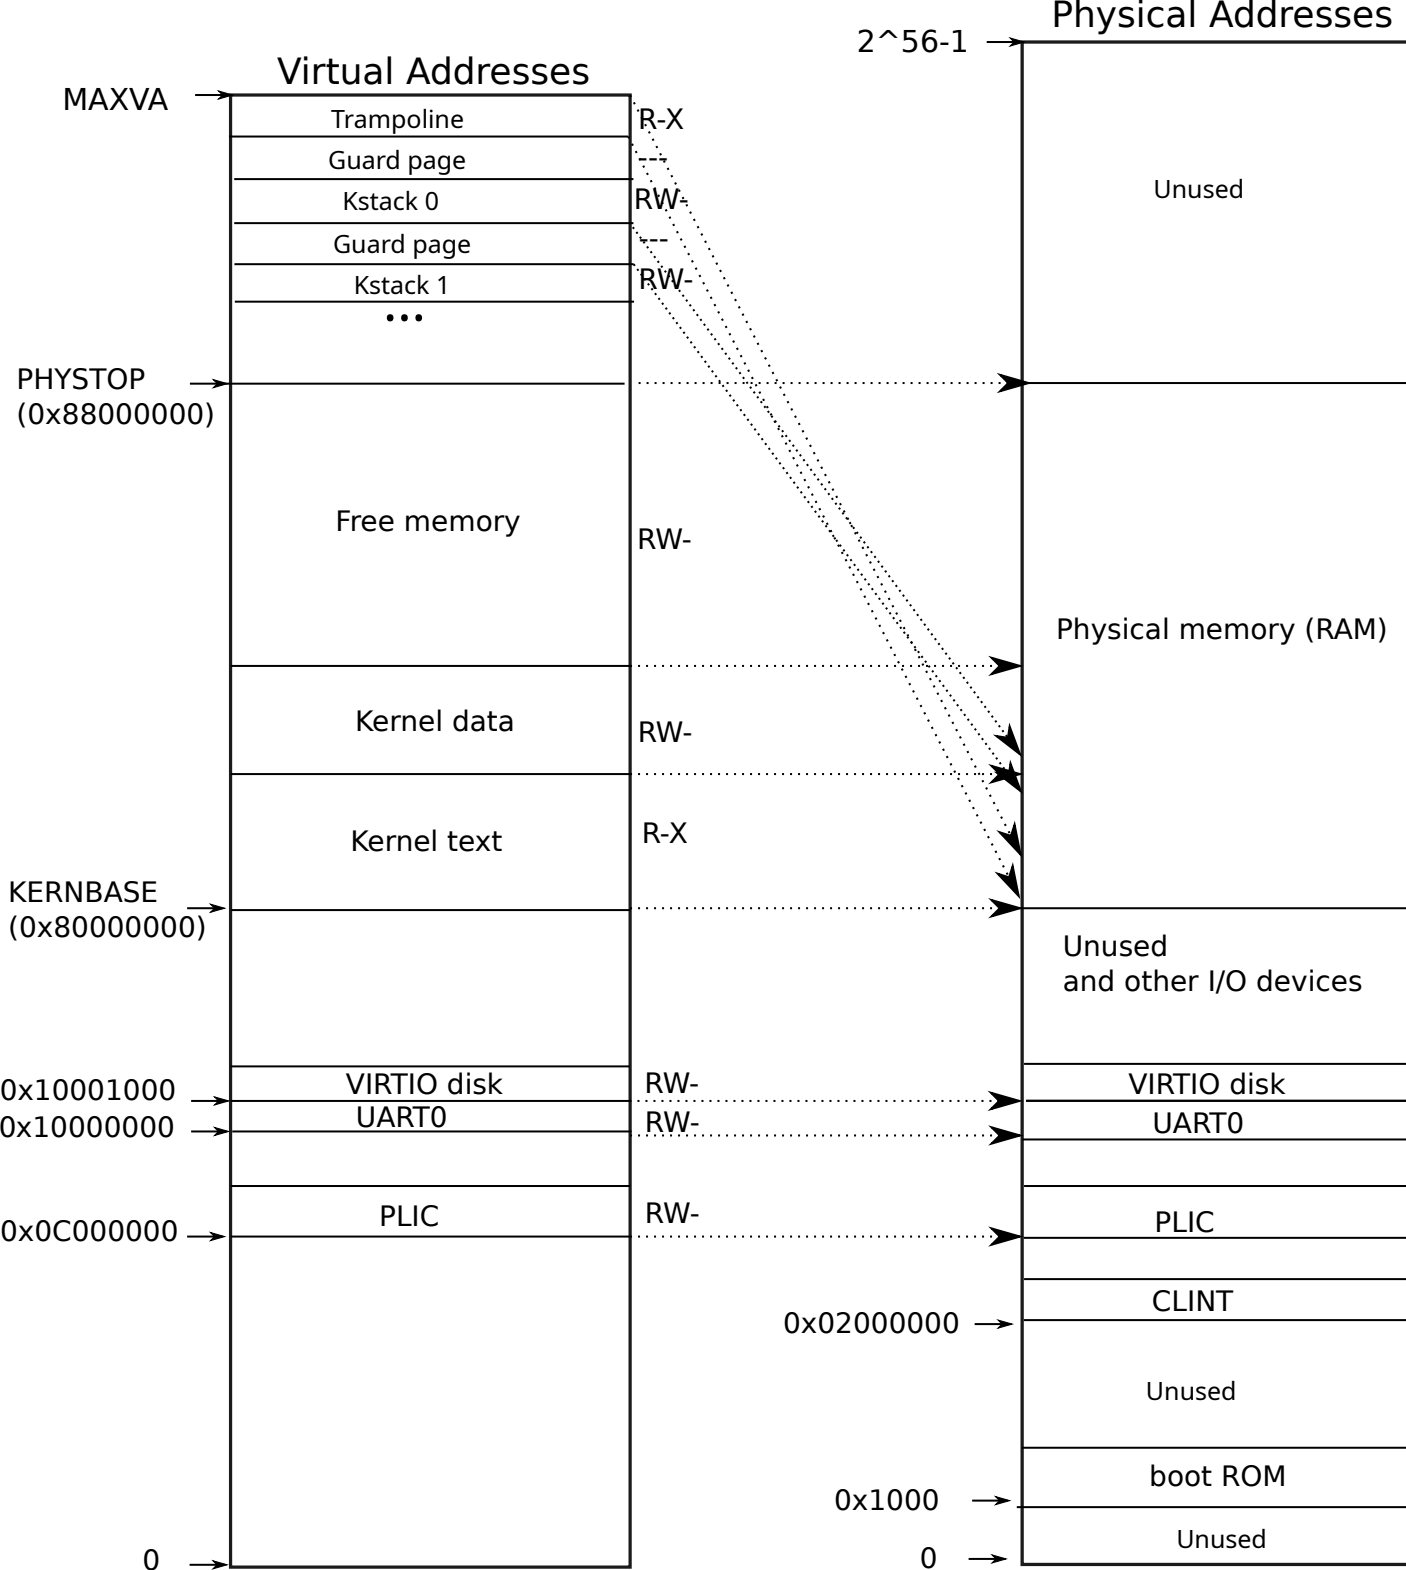 Physical Addresses
2^56-1
Virtual Addresses
MAXVA
Trampoline
R-X
Guard page
---
Unused
Kstack 0
RW-
Guard page
---
Kstack 1
RW-
...
PHYSTOP
(0x88000000)
Free memory
RW-
Physical memory (RAM)
Kernel data
RW-
Kernel text
R-X
KERNBASE
(0x80000000)
Unused
and other I/O devices
0x10001000
VIRTIO disk
RW-
VIRTIO disk
0x10000000
UART0
RW-
UART0
0x0C000000
PLIC
RW-
PLIC
CLINT
0x02000000
Unused
boot ROM
0x1000
Unused
0
0